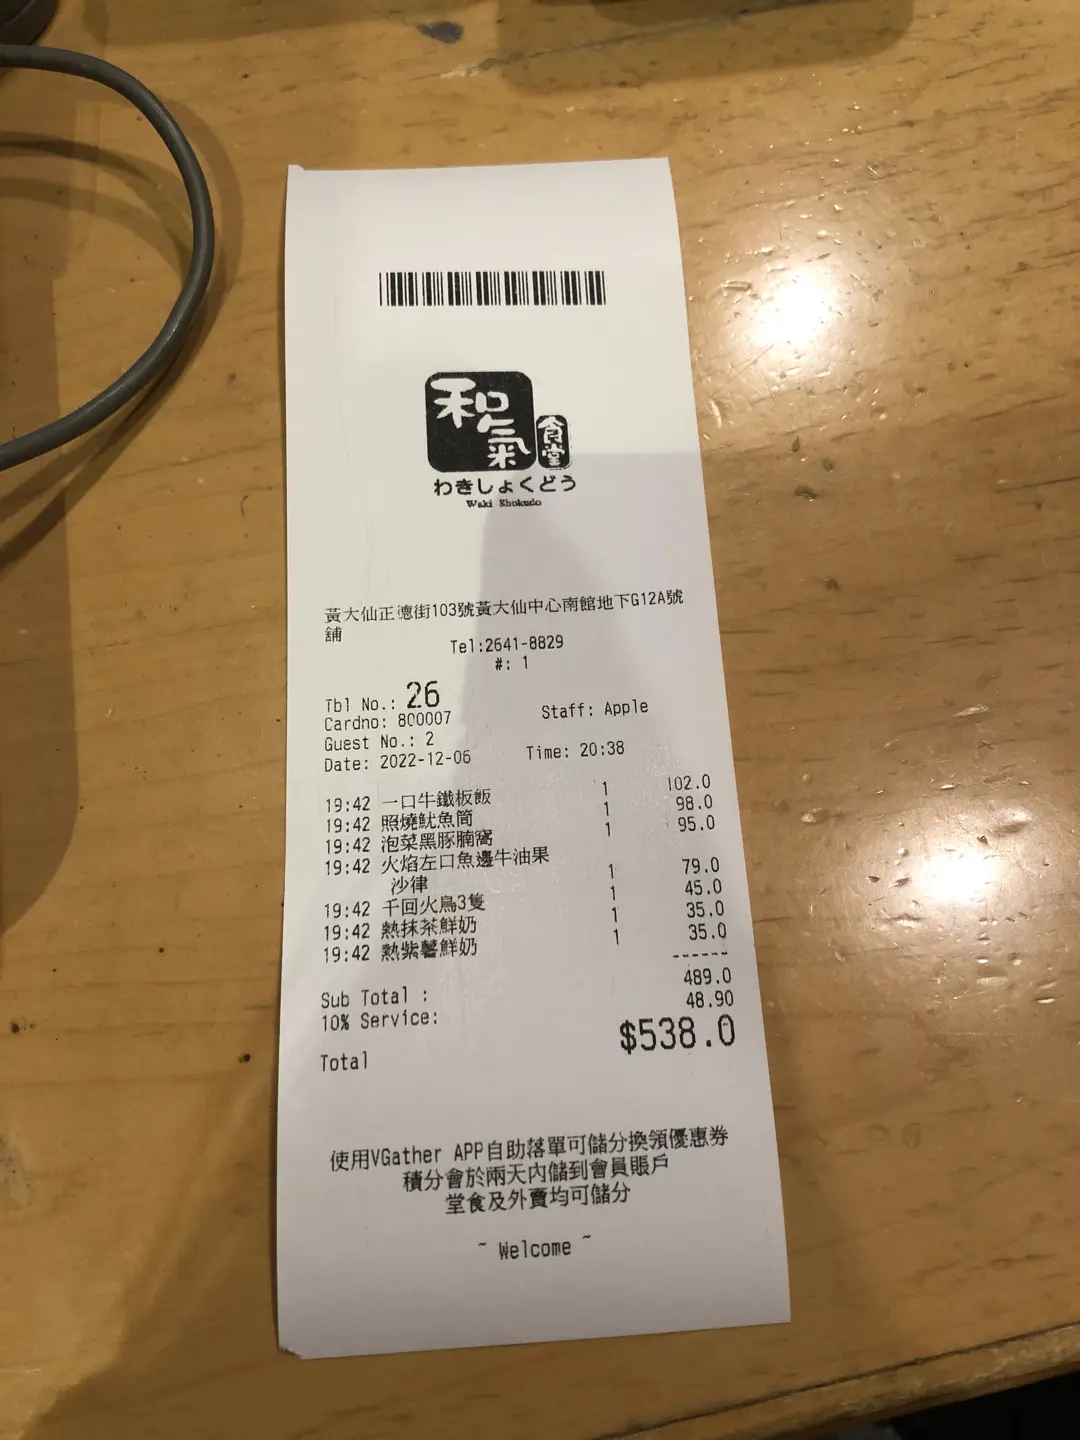 和氣
食堂
わきしょくどう
Waki Shokudo
黃大仙正德街103號黃大仙中心南館地下G12A號
舖
Tel:2641-8829
#: 1
Tbl No.: 26
Cardno: 800007 Staff: Apple
Guest No.: 2
Date: 2022-12-06 Time: 20:38
19:42 一口牛鐵板飯 1 102.0
19:42 照燒魷魚筒 1 98.0
19:42 泡菜黑豚腩窩 1 95.0
19:42 火焰左口魚邊牛油果
沙律 1 79.0
19:42 千回火鳥3隻 1 45.0
19:42 熱抹茶鮮奶 1 35.0
19:42 熱紫薯鮮奶 1 35.0
------
Sub Total : 489.0
10% Service: 48.90
Total $538.0
使用VGather APP自助落單可儲分換領優惠券
積分會於兩天內儲到會員賬戶
堂食及外賣均可儲分
~ Welcome ~